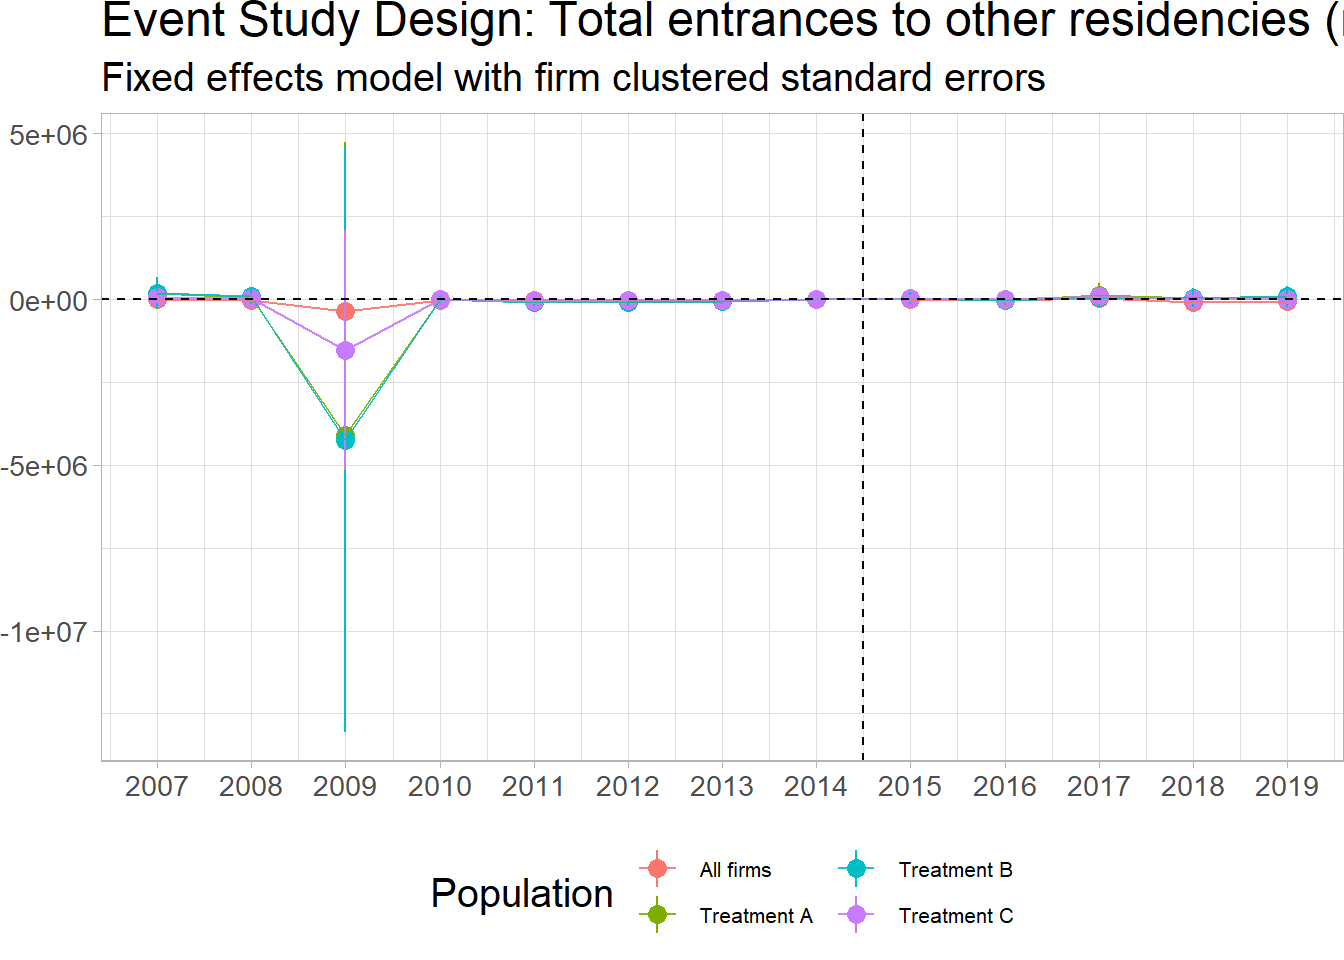 Event Study Design: Total entrances to other residencies (
Fixed effects model with firm clustered standard errors
5e+06
0e+00
-5e+06
-1e+07
2007 2008 2009 2010 2011 2012 2013 2014 2015 2016 2017 2018 2019
Population
All firms
Treatment A
Treatment B
Treatment C